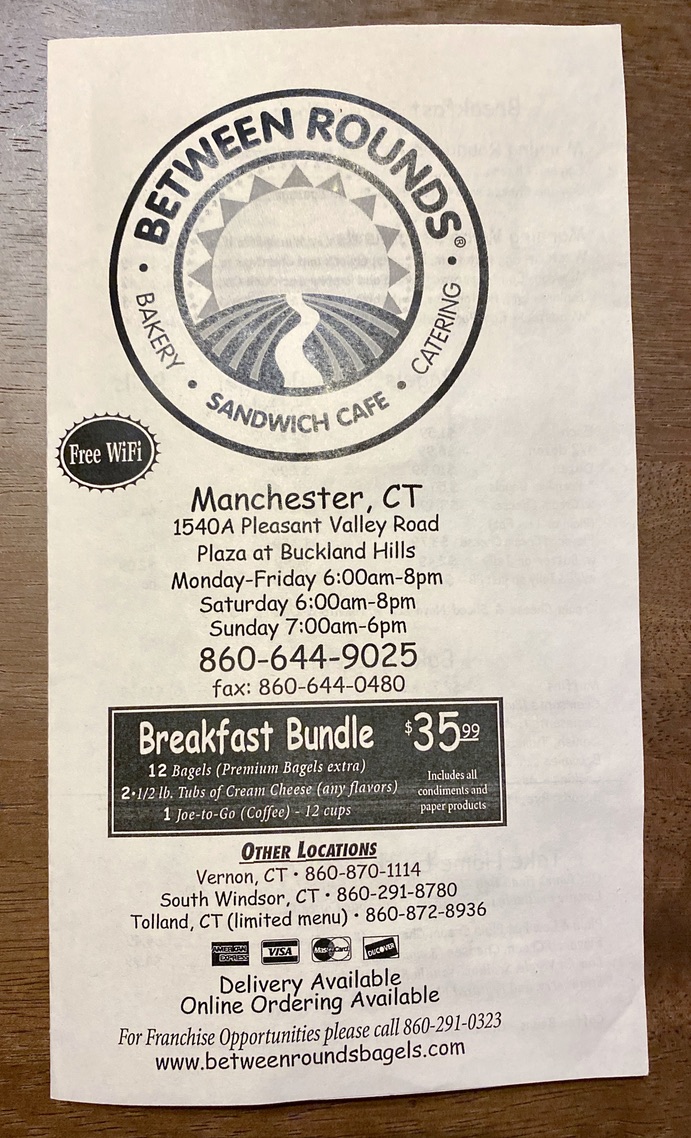 BETWEEN ROUNDS®
• BAKERY • SANDWICH CAFE • CATERING •
Free WiFi
Manchester, CT
1540A Pleasant Valley Road
Plaza at Buckland Hills
Monday-Friday 6:00am-8pm
Saturday 6:00am-8pm
Sunday 7:00am-6pm
860-644-9025
fax: 860-644-0480
Breakfast Bundle $35.99
12 Bagels (Premium Bagels extra)
2•1/2 lb. Tubs of Cream Cheese (any flavors)
1 Joe-to-Go (Coffee) - 12 cups
Includes all
condiments and
paper products
OTHER LOCATIONS
Vernon, CT • 860-870-1114
South Windsor, CT • 860-291-8780
Tolland, CT (limited menu) • 860-872-8936
AMERICAN EXPRESS VISA MasterCard DISCOVER
Delivery Available
Online Ordering Available
For Franchise Opportunities please call 860-291-0323
www.betweenroundsbagels.com